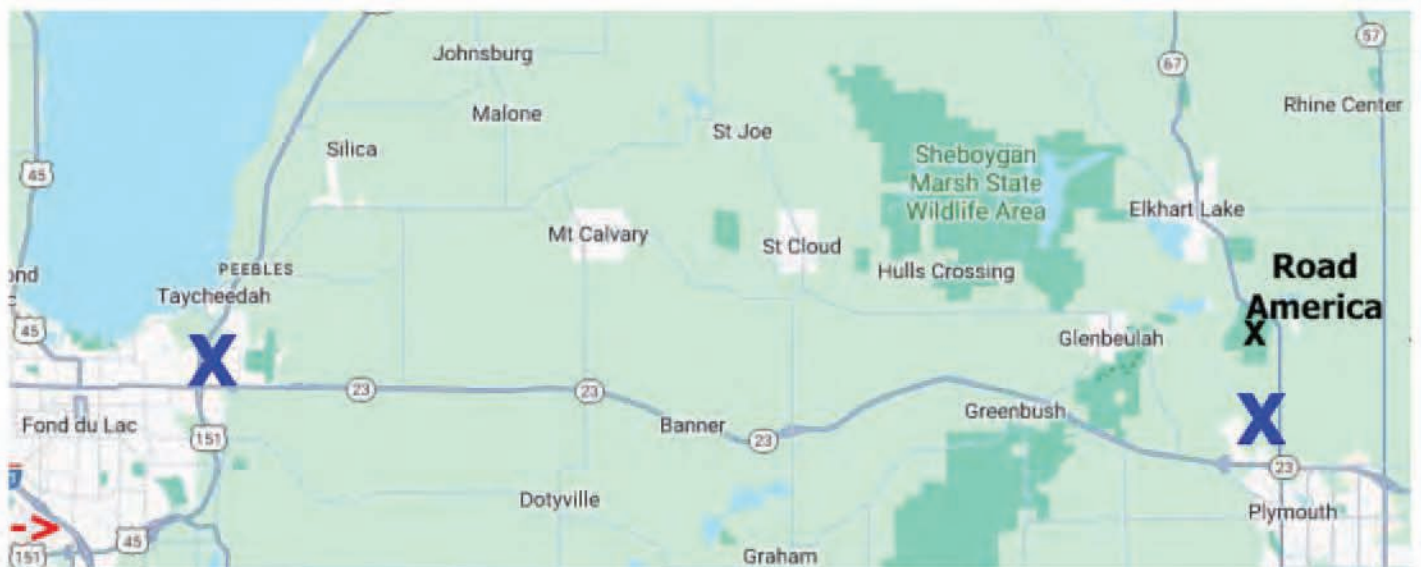 57
67
Johnsburg
Malone
Rhine Center
St Joe
Silica
45
Sheboygan
Marsh State
Wildlife Area
Elkhart Lake
Mt Calvary
St Cloud
PEEBLES
ond
Hulls Crossing
Road
America
X
Taycheedah
45
Glenbeulah
X
23
23
Greenbush
X
Fond du Lac
Banner
151
23
23
Dotyville
Plymouth
-->
45
151
Graham